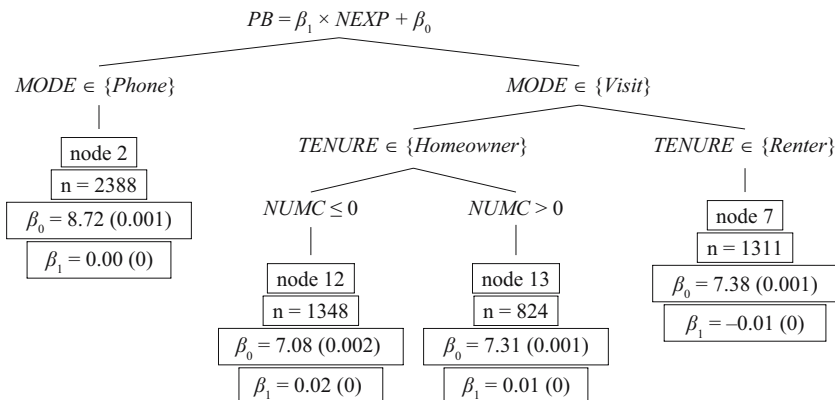 PB = β₁ × NEXP + β₀
MODE ∈ {Phone}
MODE ∈ {Visit}
node 2
n = 2388
β₀ = 8.72 (0.001)
β₁ = 0.00 (0)
TENURE ∈ {Homeowner}
TENURE ∈ {Renter}
NUMC ≤ 0
NUMC > 0
node 12
n = 1348
β₀ = 7.08 (0.002)
β₁ = 0.02 (0)
node 13
n = 824
β₀ = 7.31 (0.001)
β₁ = 0.01 (0)
node 7
n = 1311
β₀ = 7.38 (0.001)
β₁ = –0.01 (0)